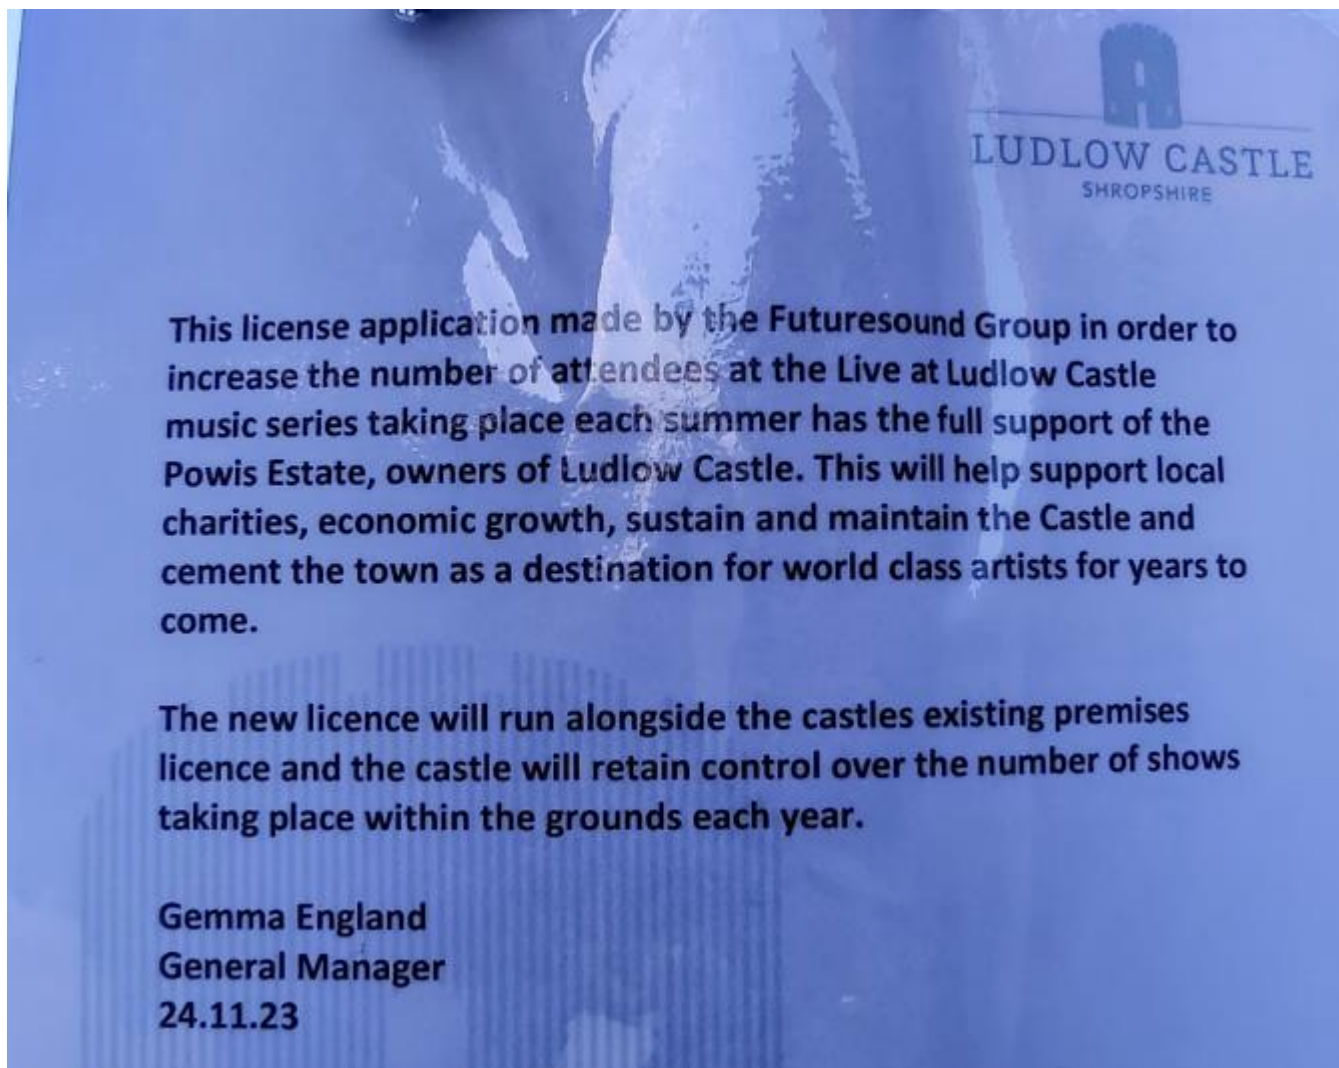 LUDLOW CASTLE
SHROPSHIRE
This license application made by the Futuresound Group in order to
increase the number of attendees at the Live at Ludlow Castle
music series taking place each summer has the full support of the
Powis Estate, owners of Ludlow Castle. This will help support local
charities, economic growth, sustain and maintain the Castle and
cement the town as a destination for world class artists for years to
come.
The new licence will run alongside the castles existing premises
licence and the castle will retain control over the number of shows
taking place within the grounds each year.
Gemma England
General Manager
24.11.23